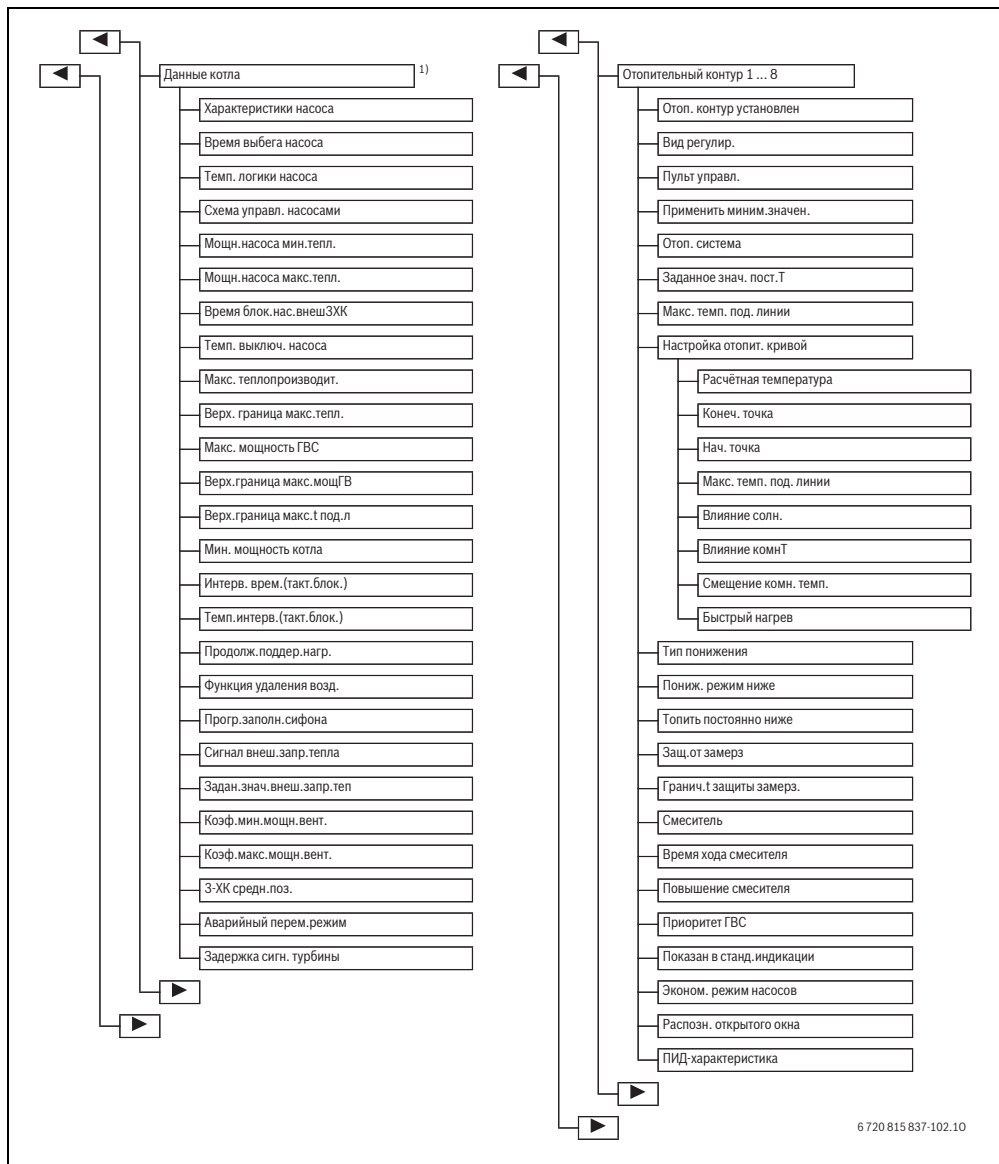 Данные котла 1)
Характеристики насоса
Время выбега насоса
Темп. логики насоса
Схема управл. насосами
Мощн.насоса мин.тепл.
Мощн.насоса макс.тепл.
Время блок.нас.внеш3ХК
Темп. выключ. насоса
Макс. теплопроизводит.
Верх. граница макс.тепл.
Макс. мощность ГВС
Верх.граница макс.мощГВ
Верх.граница макс.t под.л
Мин. мощность котла
Интерв. врем.(такт.блок.)
Темп.интерв.(такт.блок.)
Продолж.поддер.нагр.
Функция удаления возд.
Прогр.заполн.сифона
Сигнал внеш.запр.тепла
Задан.знач.внеш.запр.теп
Коэф.мин.мощн.вент.
Коэф.макс.мощн.вент.
3-ХК средн.поз.
Аварийный перем.режим
Задержка сигн. турбины
Отопительный контур 1 ... 8
Отоп. контур установлен
Вид регулир.
Пульт управл.
Применить миним.значен.
Отоп. система
Заданное знач. пост.Т
Макс. темп. под. линии
Настройка отопит. кривой
Расчётная температура
Конеч. точка
Нач. точка
Макс. темп. под. линии
Влияние солн.
Влияние комнТ
Смещение комн. темп.
Быстрый нагрев
Тип понижения
Пониж. режим ниже
Топить постоянно ниже
Защ.от замерз
Гранич.t защиты замерз.
Смеситель
Время хода смесителя
Повышение смесителя
Приоритет ГВС
Показан в станд.индикации
Эконом. режим насосов
Распозн. открытого окна
ПИД-характеристика
6 720 815 837-102.1O